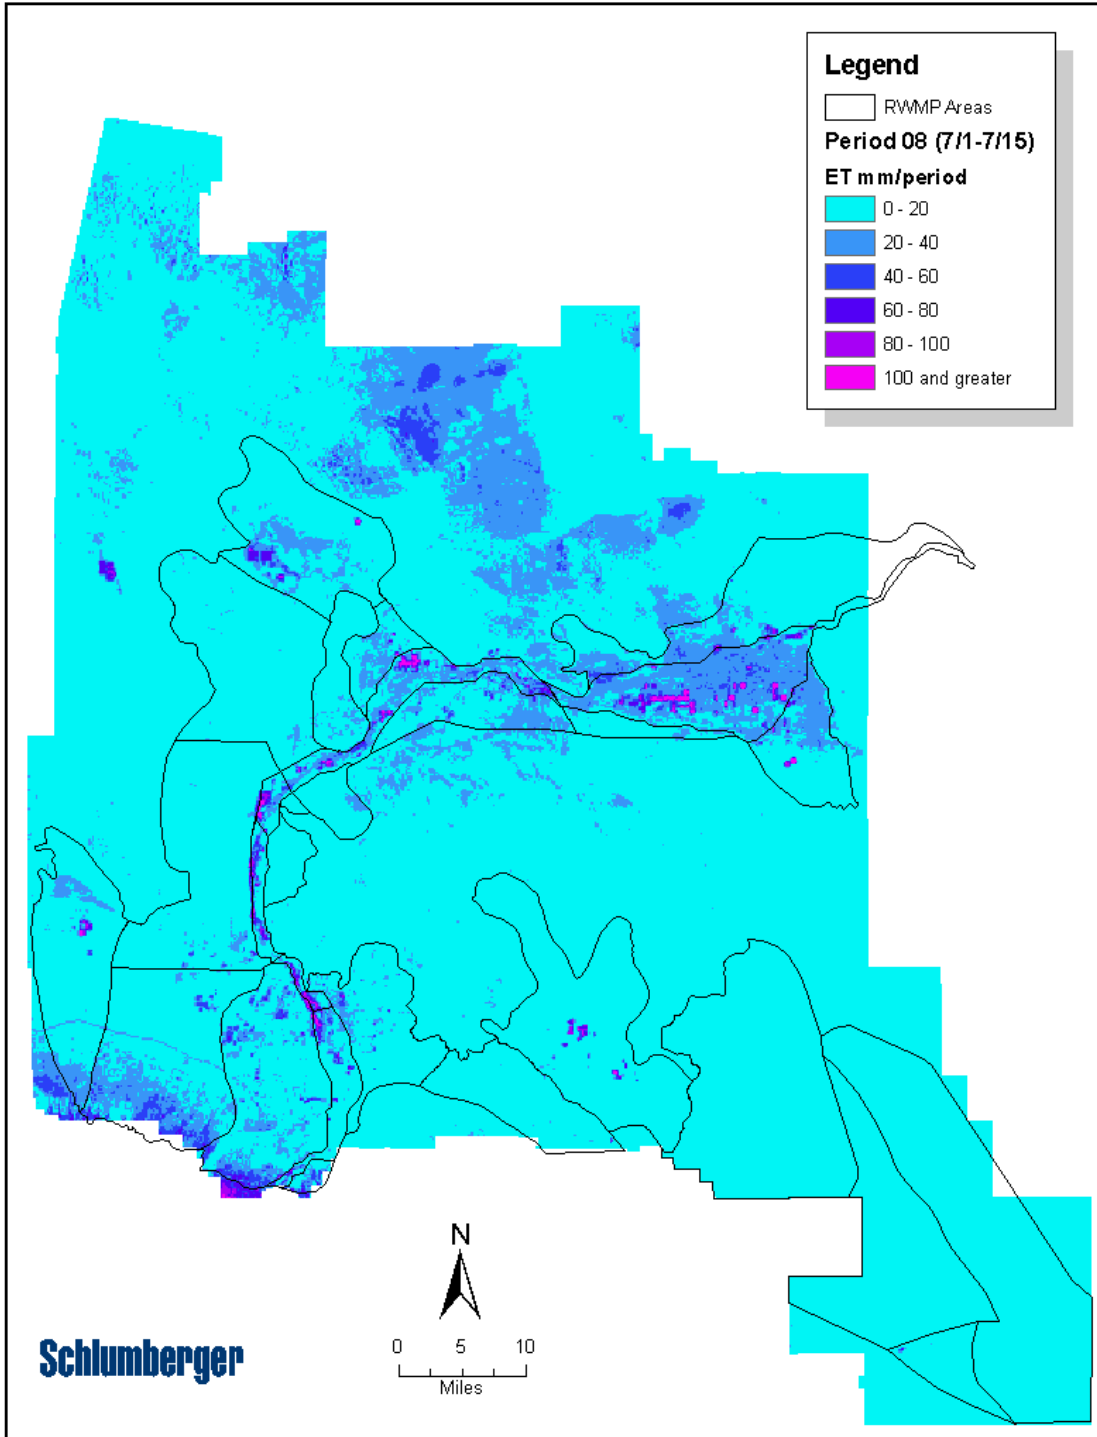 Legend
RWMP Areas
Period 08 (7/1-7/15)
ET mm/period
0 - 20
20 - 40
40 - 60
60 - 80
80 - 100
100 and greater
N
0 5 10
Miles
Schlumberger